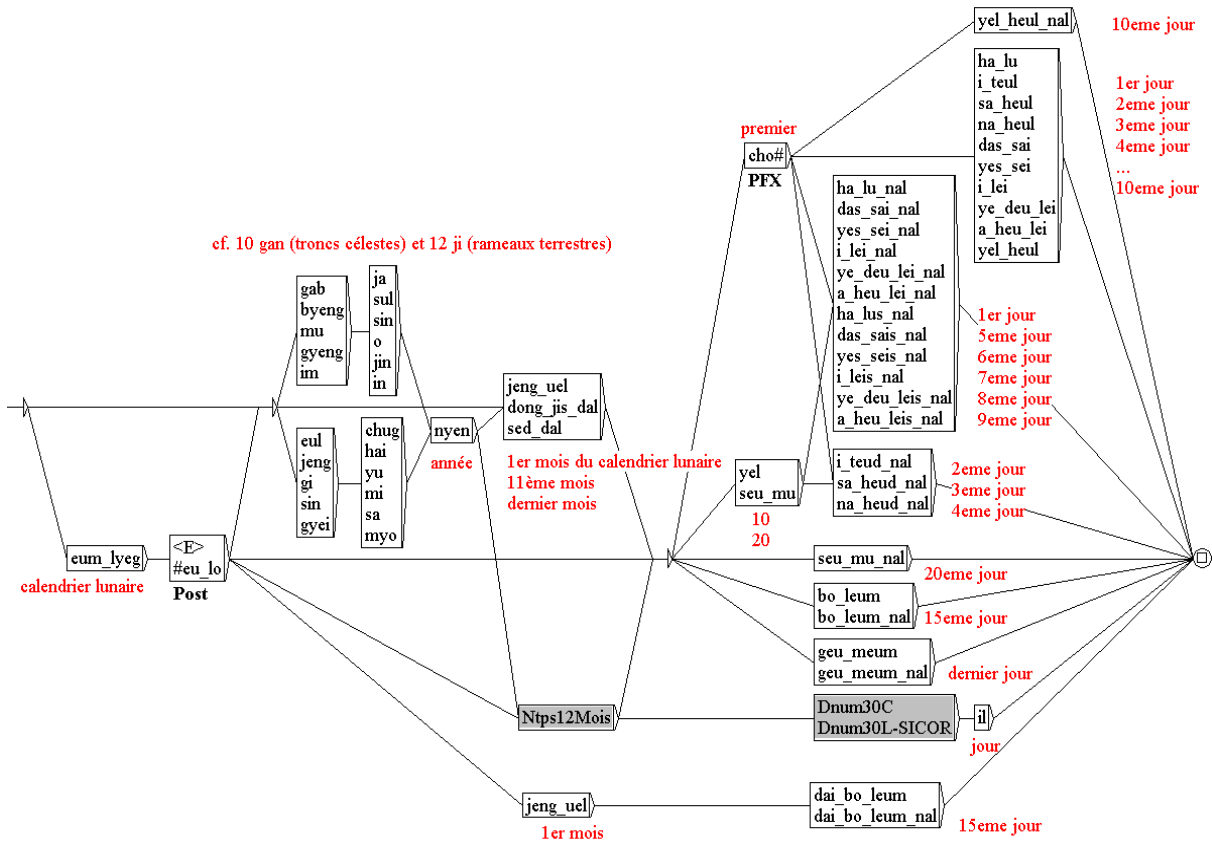 yel_heul_nal
10eme jour
ha_lu
i_teul
sa_heul
na_heul
das_sai
yes_sei
i_lei
ye_deu_lei
a_heu_lei
yel_heul
1er jour
2eme jour
3eme jour
4eme jour
...
10eme jour
premier
cho#
PFX
ha_lu_nal
das_sai_nal
yes_sei_nal
i_lei_nal
ye_deu_lei_nal
a_heu_lei_nal
ha_lus_nal
das_sais_nal
yes_seis_nal
i_leis_nal
ye_deu_leis_nal
a_heu_leis_nal
1er jour
5eme jour
6eme jour
7eme jour
8eme jour
9eme jour
cf. 10 gan (troncs célestes) et 12 ji (rameaux terrestres)
gab
byeng
mu
gyeng
im
ja
sul
sin
o
jin
in
eul
jeng
gi
sin
gyei
chug
hai
yu
mi
sa
myo
nyen
année
jeng_uel
dong_jis_dal
sed_dal
1er mois du calendrier lunaire
11ème mois
dernier mois
yel
seu_mu
10
20
i_teud_nal
sa_heud_nal
na_heud_nal
2eme jour
3eme jour
4eme jour
eum_lyeg
calendrier lunaire
<E>
#eu_lo
Post
seu_mu_nal
20eme jour
bo_leum
bo_leum_nal
15eme jour
geu_meum
geu_meum_nal
dernier jour
Ntps12Mois
Dnum30C
Dnum30L-SICOR
il
jour
jeng_uel
1er mois
dai_bo_leum
dai_bo_leum_nal
15eme jour